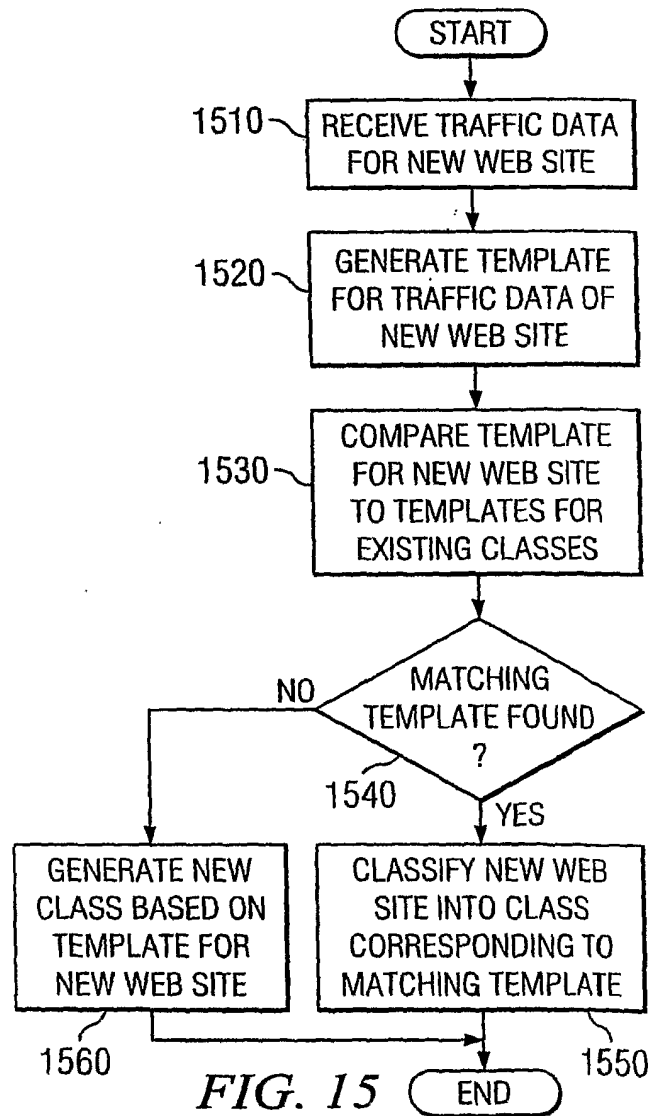 START
1510
RECEIVE TRAFFIC DATA
FOR NEW WEB SITE
1520
GENERATE TEMPLATE
FOR TRAFFIC DATA OF
NEW WEB SITE
1530
COMPARE TEMPLATE
FOR NEW WEB SITE
TO TEMPLATES FOR
EXISTING CLASSES
NO
MATCHING
TEMPLATE FOUND
?
1540
YES
GENERATE NEW
CLASS BASED ON
TEMPLATE FOR
NEW WEB SITE
CLASSIFY NEW WEB
SITE INTO CLASS
CORRESPONDING TO
MATCHING TEMPLATE
1560
1550
FIG. 15
END